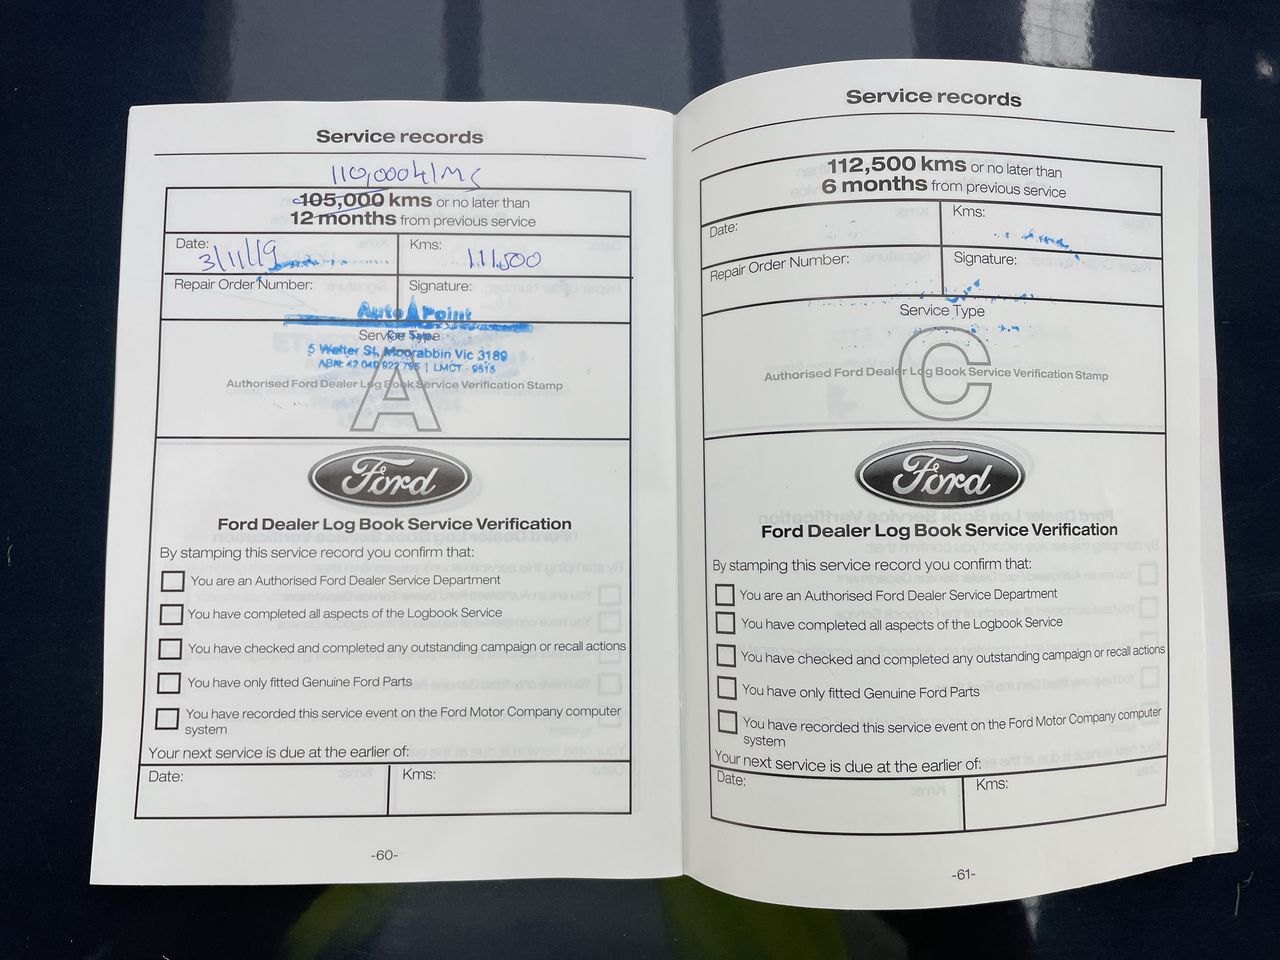 Service records
110,000 KMs
105,000 kms or no later than
12 months from previous service
Date:
3/11/19
Kms:
111,500
Repair Order Number:
Signature:
Auto Point
Service Type
5 Walter St, Moorabbin Vic 3189
ABN: 42 049 922 795 | LMCT - 9515
Authorised Ford Dealer Log Book Service Verification Stamp
A
Ford
Ford Dealer Log Book Service Verification
By stamping this service record you confirm that:
You are an Authorised Ford Dealer Service Department
You have completed all aspects of the Logbook Service
You have checked and completed any outstanding campaign or recall actions
You have only fitted Genuine Ford Parts
You have recorded this service event on the Ford Motor Company computer
system
Your next service is due at the earlier of:
Date:
Kms:
-60-
Service records
112,500 kms or no later than
6 months from previous service
Date:
Kms:
Repair Order Number:
Signature:
Service Type
Authorised Ford Dealer Log Book Service Verification Stamp
C
Ford
Ford Dealer Log Book Service Verification
By stamping this service record you confirm that:
You are an Authorised Ford Dealer Service Department
You have completed all aspects of the Logbook Service
You have checked and completed any outstanding campaign or recall actions
You have only fitted Genuine Ford Parts
You have recorded this service event on the Ford Motor Company computer
system
Your next service is due at the earlier of:
Date:
Kms:
-61-